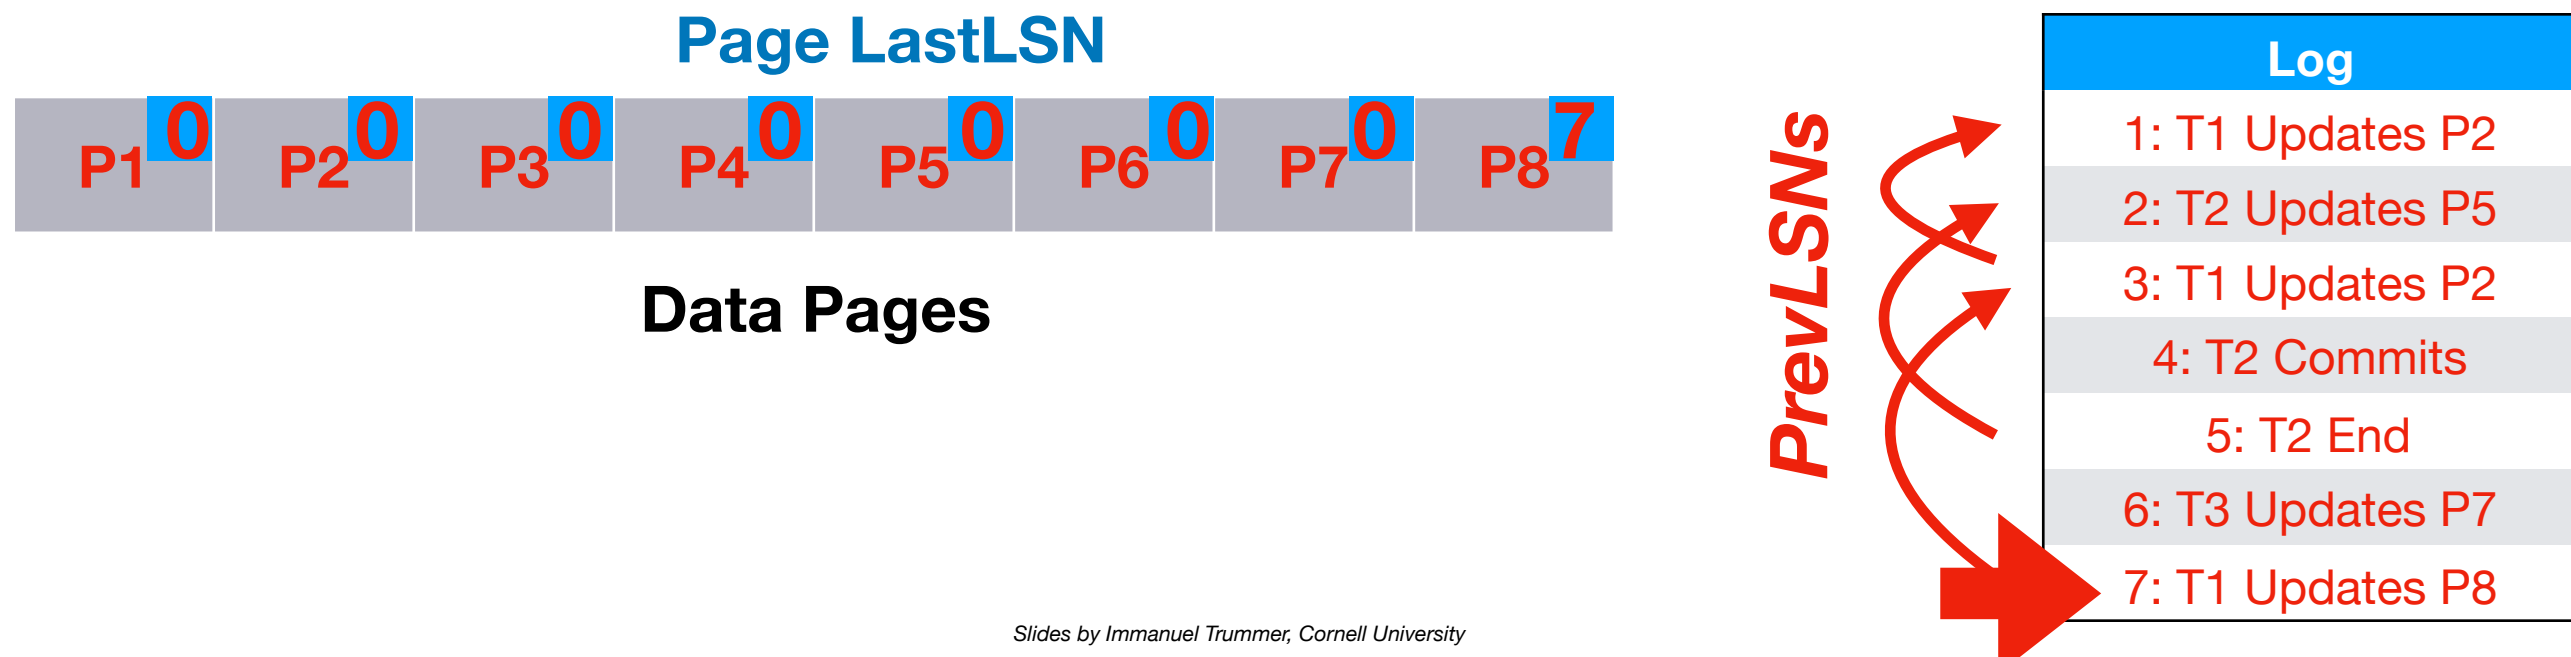 Page LastLSN
P1 0 P2 0 P3 0 P4 0 P5 0 P6 0 P7 0 P8 7
Data Pages
Slides by Immanuel Trummer, Cornell University
PrevLSNs
Log
1: T1 Updates P2
2: T2 Updates P5
3: T1 Updates P2
4: T2 Commits
5: T2 End
6: T3 Updates P7
7: T1 Updates P8